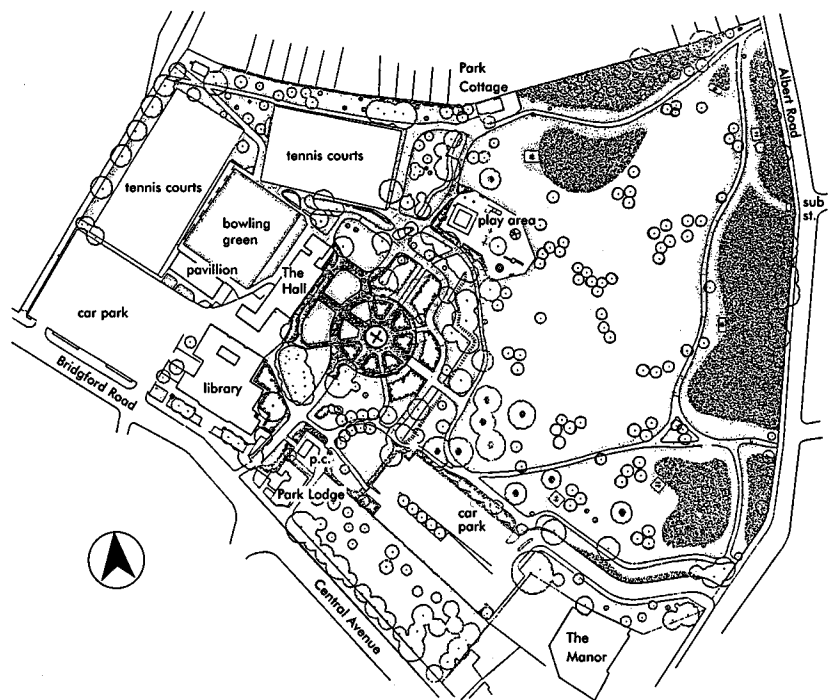 Park
Cottage
Albert Road
tennis courts
tennis courts
sub
st.
play area
bowling
green
pavillion
The
Hall
car park
library
Bridgford Road
p.c.
Park Lodge
car
park
Central Avenue
The
Manor